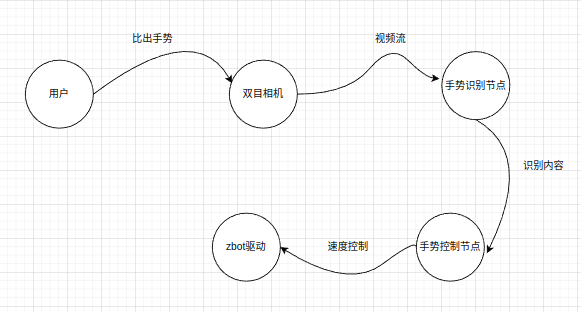 比出手势
视频流
用户
双目相机
手势识别节点
识别内容
zbot驱动
速度控制
手势控制节点